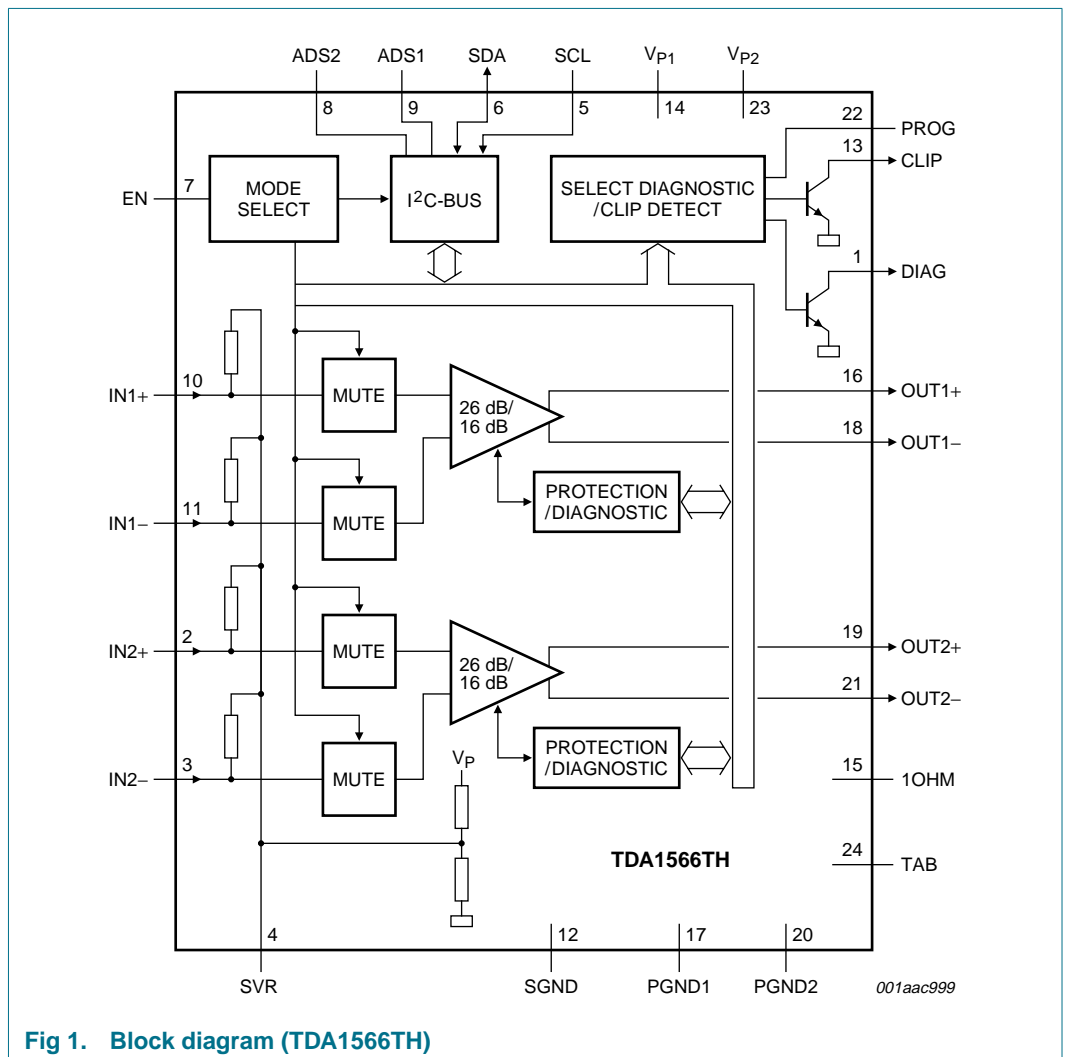 ADS2 ADS1 SDA SCL VP1 VP2
8 9 6 5 14 23
22 PROG
13 CLIP
7
EN
MODE
SELECT
I2C-BUS
SELECT DIAGNOSTIC
/CLIP DETECT
1 DIAG
10
IN1+
MUTE
26 dB/
16 dB
16
OUT1+
18
OUT1−
11
IN1−
MUTE
PROTECTION
/DIAGNOSTIC
2
IN2+
MUTE
26 dB/
16 dB
19
OUT2+
21
OUT2−
3
IN2−
MUTE
VP
PROTECTION
/DIAGNOSTIC
15
1OHM
TDA1566TH
24
TAB
4 12 17 20
SVR SGND PGND1 PGND2 001aac999
Fig 1. Block diagram (TDA1566TH)